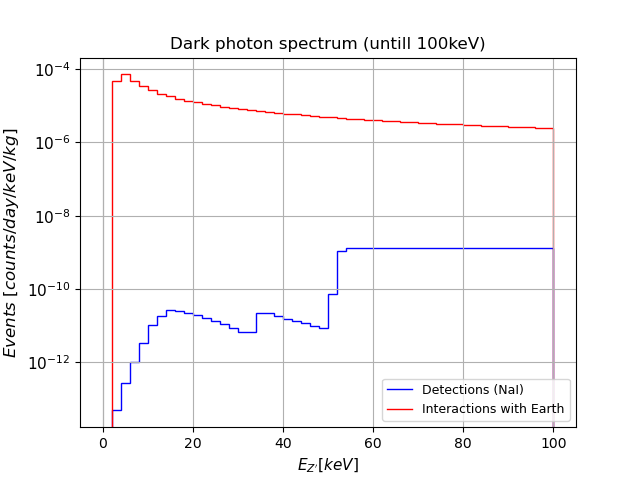 Dark photon spectrum (untill 100keV)
Events [counts/day/keV/kg]
10⁻⁴
10⁻⁶
10⁻⁸
10⁻¹⁰
10⁻¹²
Detections (NaI)
Interactions with Earth
0 20 40 60 80 100
E_Z′[keV]